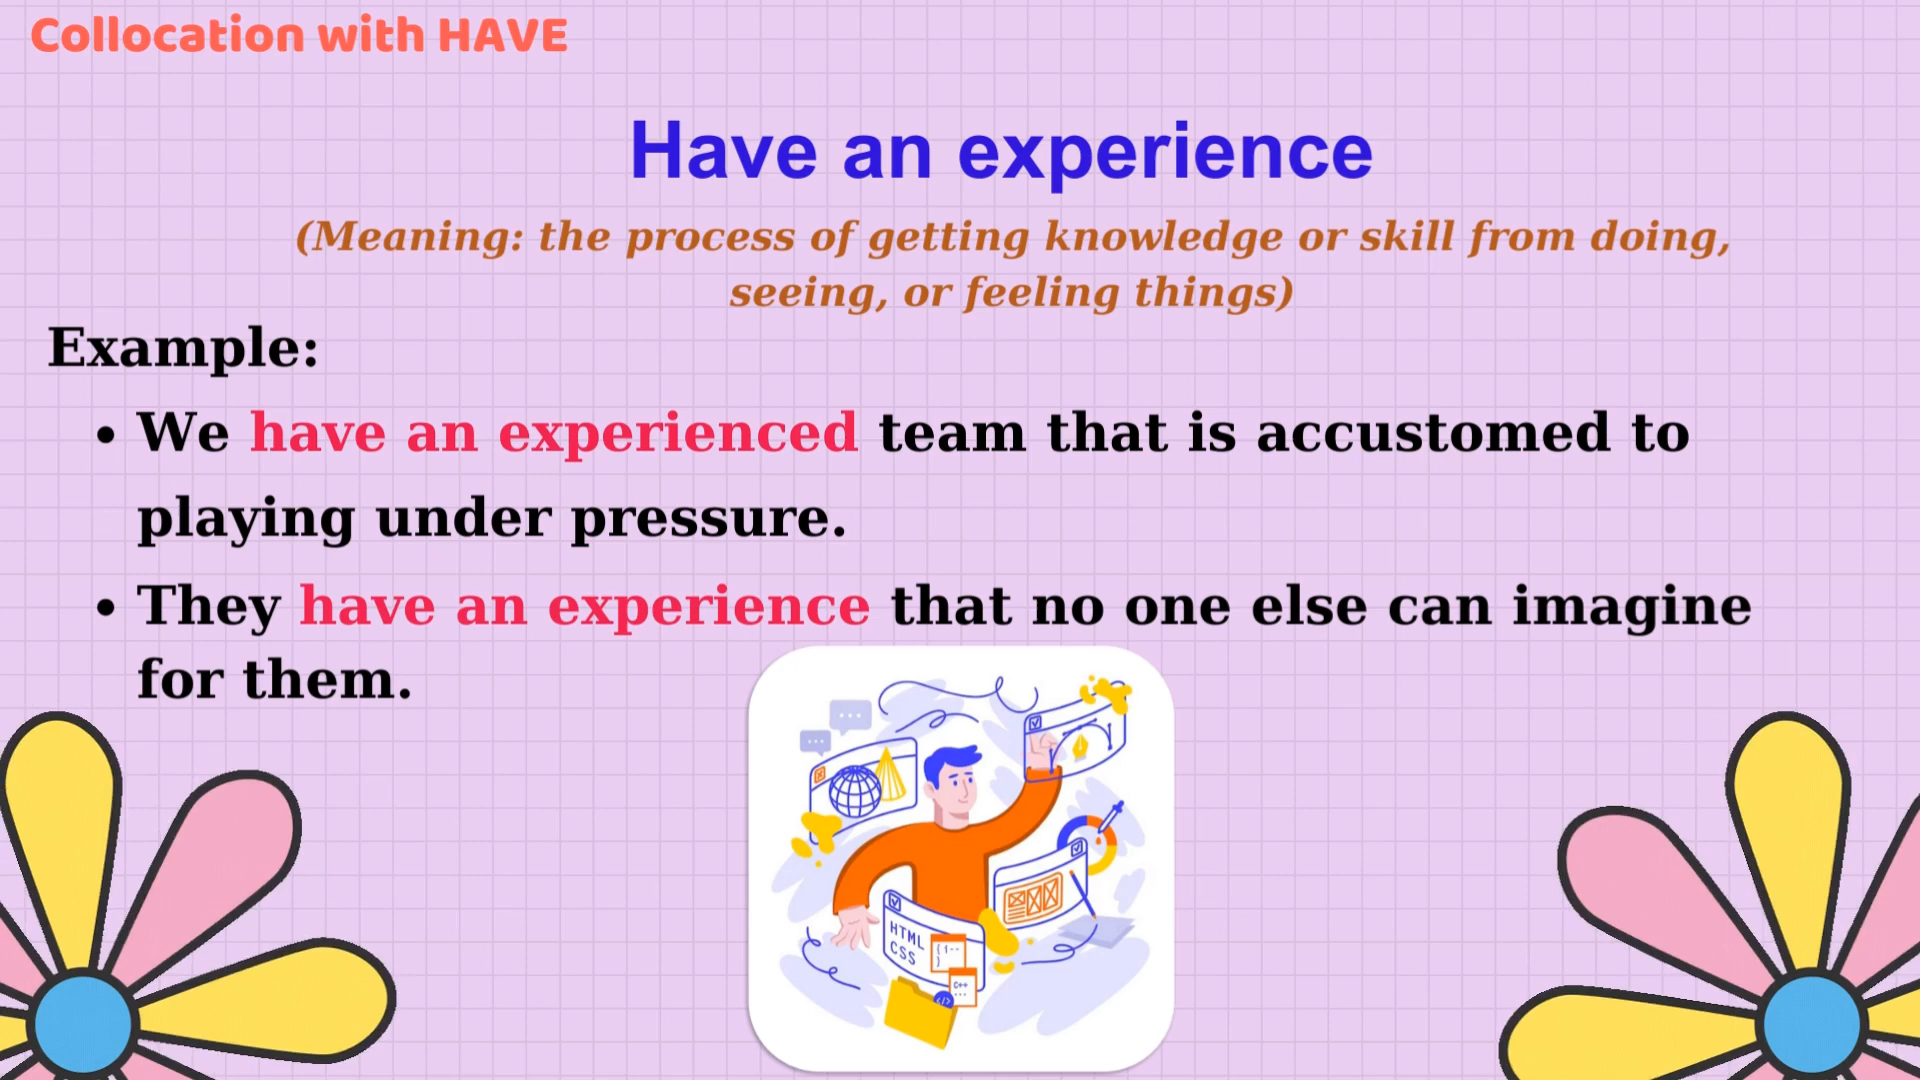 Collocation with HAVE
Have an experience
(Meaning: the process of getting knowledge or skill from doing,
seeing, or feeling things)
Example:
• We have an experienced team that is accustomed to
playing under pressure.
• They have an experience that no one else can imagine
for them.
HTML
CSS
{!--
}
C++
</>